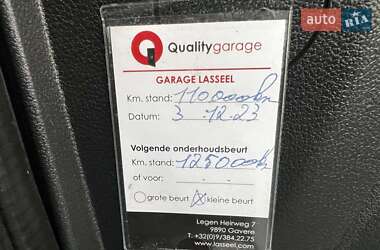 auto RIA
Qualitygarage
GARAGE LASSEEL
Km. stand: 110000km
Datum: 3.12.23
Volgende onderhoudsbeurt
Km. stand: 125000km
of voor: . .
grote beurt kleine beurt
Legen Heirweg 7
9890 Gavere
T. +32(0)9/384.22.75
www.lasseel.com